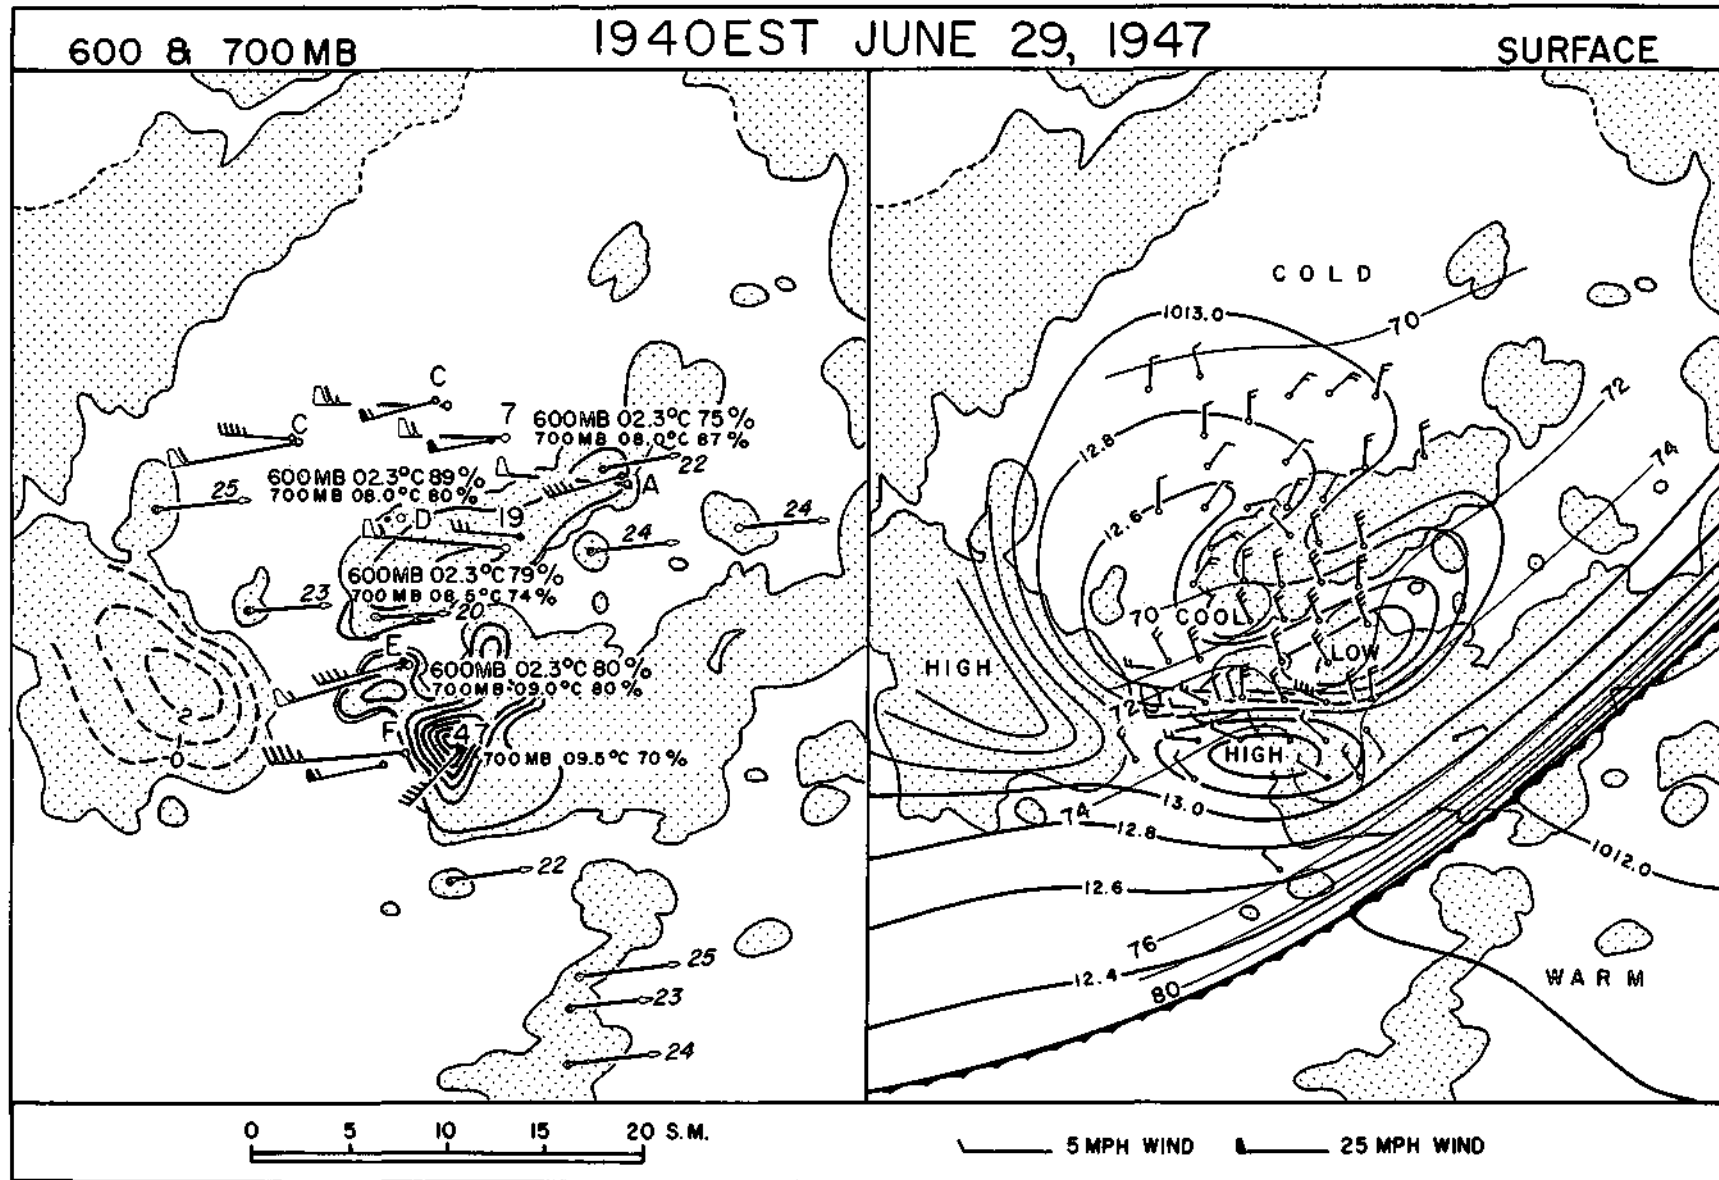 600 & 700 MB
1940EST JUNE 29, 1947
SURFACE
C
C
7
600MB 02.3°C 75%
700MB 08.0°C 87%
22
A
600MB 02.3°C 89%
700MB 08.0°C 80%
25
D
19
24
24
600MB 02.3°C 79%
700MB 08.5°C 74%
23
20
E
600MB 02.3°C 80%
700MB 09.0°C 80%
2
0
F
47
700MB 09.5°C 70%
22
25
23
24
COLD
1013.0
70
72
12.8
74
12.6
70 COOL
LOW
HIGH
72
HIGH
13.0
74
12.8
1012.0
12.6
76
WARM
12.4
80
0 5 10 15 20 S.M.
5 MPH WIND
25 MPH WIND